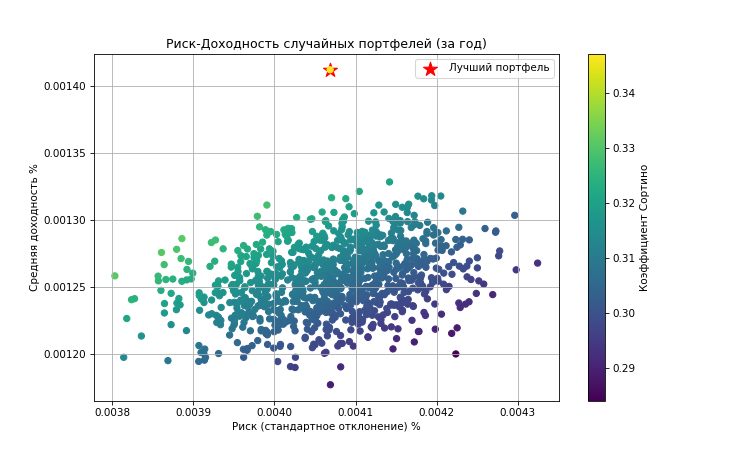 Риск-Доходность случайных портфелей (за год)
Лучший портфель
0.00140
0.00135
0.00130
0.00125
0.00120
Средняя доходность %
0.0038 0.0039 0.0040 0.0041 0.0042 0.0043
Риск (стандартное отклонение) %
0.34
0.33
0.32
0.31
0.30
0.29
Коэффициент Сортино